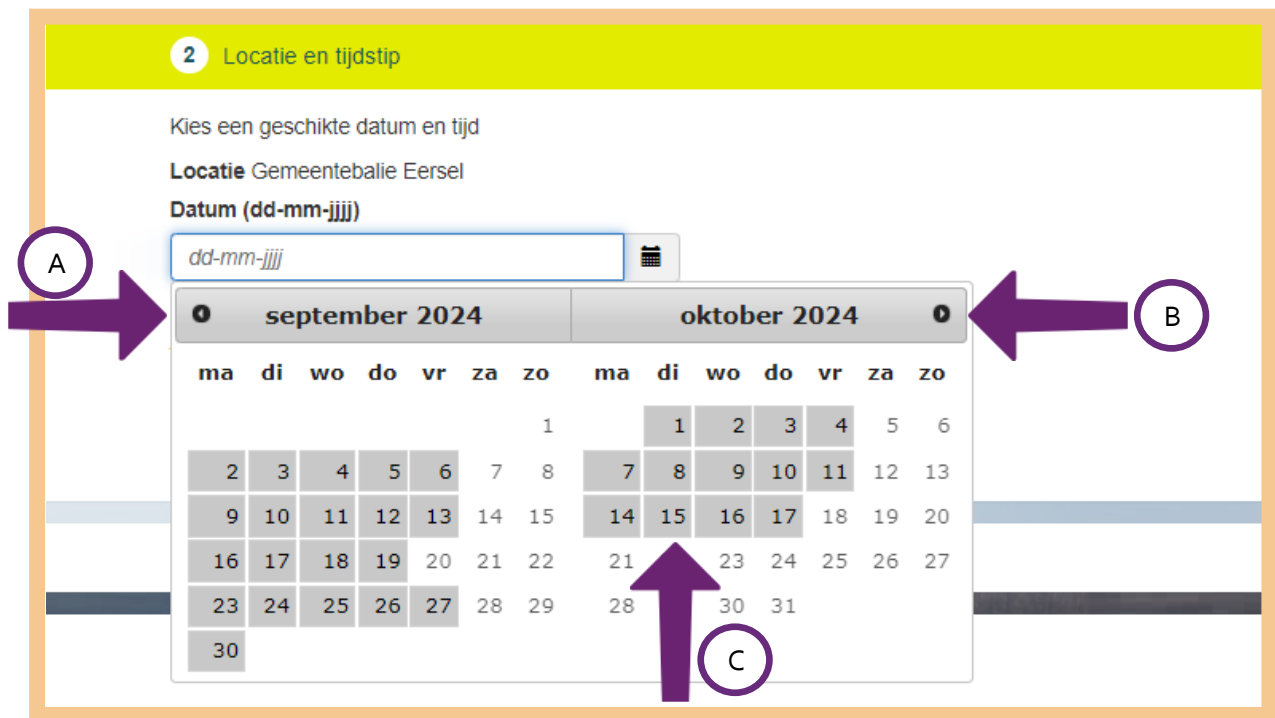 2 Locatie en tijdstip
Kies een geschikte datum en tijd
Locatie Gemeentebalie Eersel
Datum (dd-mm-jjjj)
A
dd-mm-jjjj
september 2024 oktober 2024
B
ma di wo do vr za zo ma di wo do vr za zo
1 1 2 3 4 5 6
2 3 4 5 6 7 8 7 8 9 10 11 12 13
9 10 11 12 13 14 15 14 15 16 17 18 19 20
16 17 18 19 20 21 22 21 23 24 25 26 27
23 24 25 26 27 28 29 28 30 31
30
C